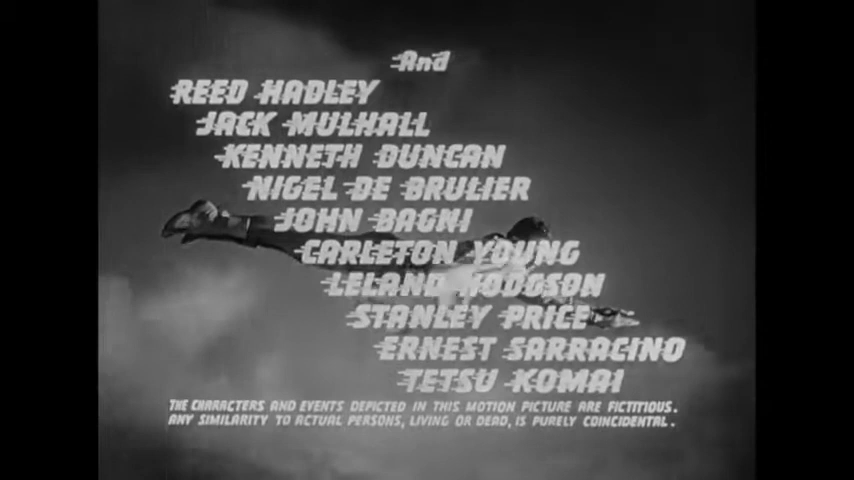 And
REED HADLEY
JACK MULHALL
KENNETH DUNCAN
NIGEL DE BRULIER
JOHN BAGNI
CARLETON YOUNG
LELAND HODGSON
STANLEY PRICE
ERNEST SARRACINO
TETSU KOMAI
THE CHARACTERS AND EVENTS DEPICTED IN THIS MOTION PICTURE ARE FICTITIOUS.
ANY SIMILARITY TO ACTUAL PERSONS, LIVING OR DEAD, IS PURELY COINCIDENTAL.